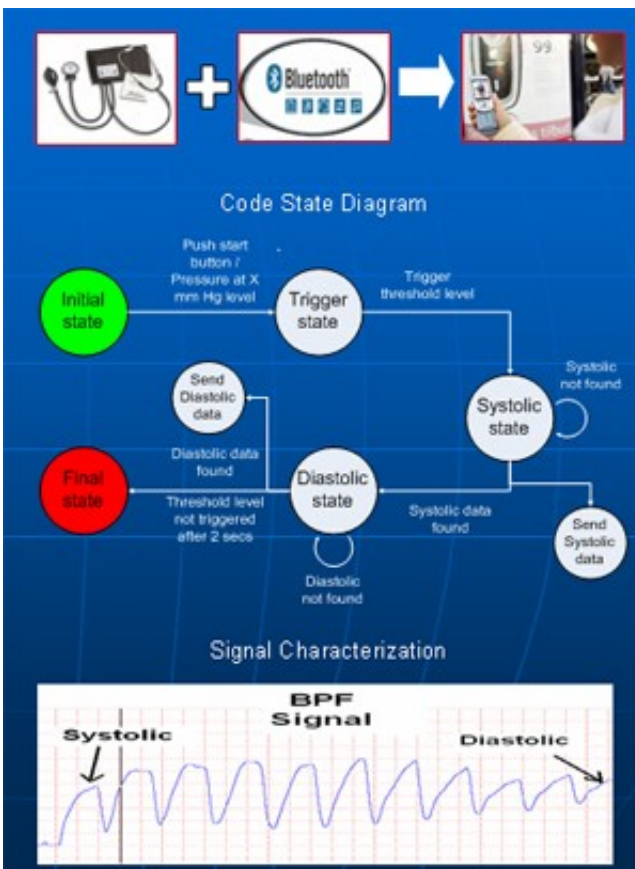 Bluetooth
99
Code State Diagram
Push start
button /
Pressure at X
mm Hg level
Initial
state
Trigger
state
Trigger
threshold level
Systolic
not found
Send
Diastolic
data
Systolic
state
Diastolic data
found
Final
state
Threshold level
not triggered
after 2 secs
Diastolic
state
Systolic data
found
Send
Systolic
data
Diastolic
not found
Signal Characterization
BPF
Signal
Systolic
Diastolic